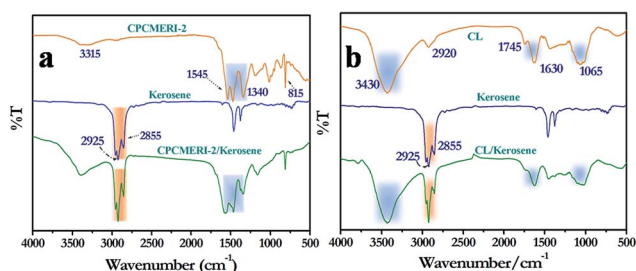 a
CPCMERI-2
3315
1545
1340
815
Kerosene
2925
2855
CPCMERI-2/Kerosene
%T
4000 3500 3000 2500 2000 1500 1000 500
Wavenumber (cm-1)
b
CL
3430
2920
1745
1630
1065
Kerosene
2925
2855
CL/Kerosene
%T
4000 3500 3000 2500 2000 1500 1000 500
Wavenumber/cm-1